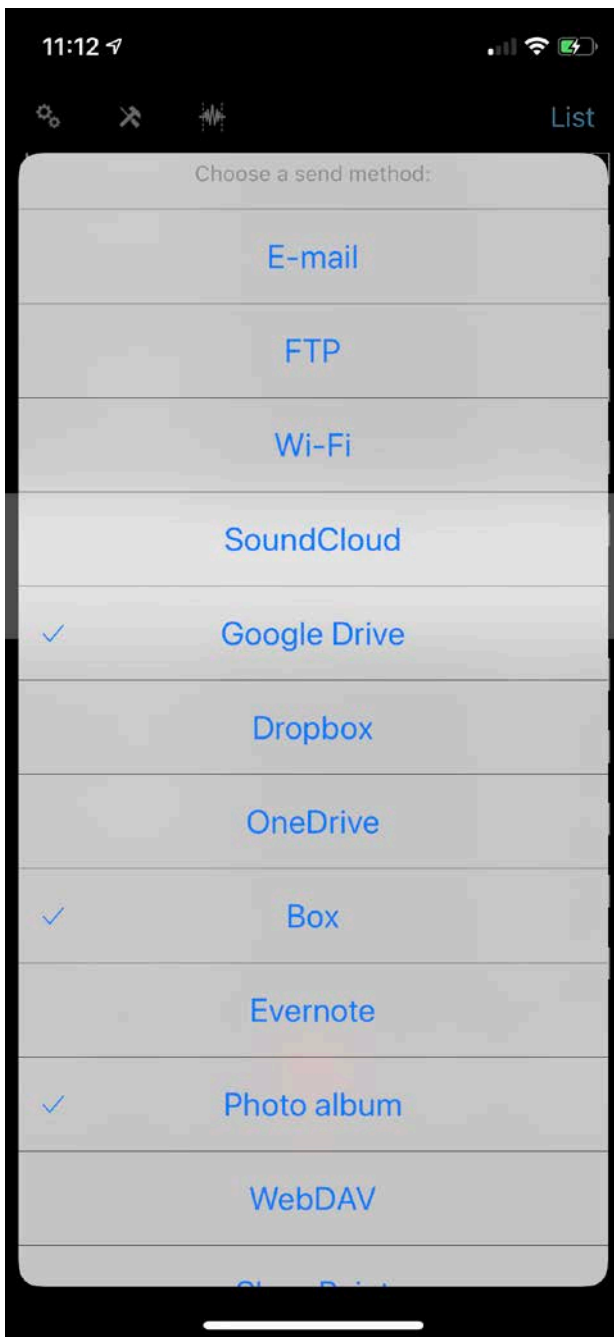 11:12
List
Choose a send method:
E-mail
FTP
Wi-Fi
SoundCloud
Google Drive
Dropbox
OneDrive
Box
Evernote
Photo album
WebDAV